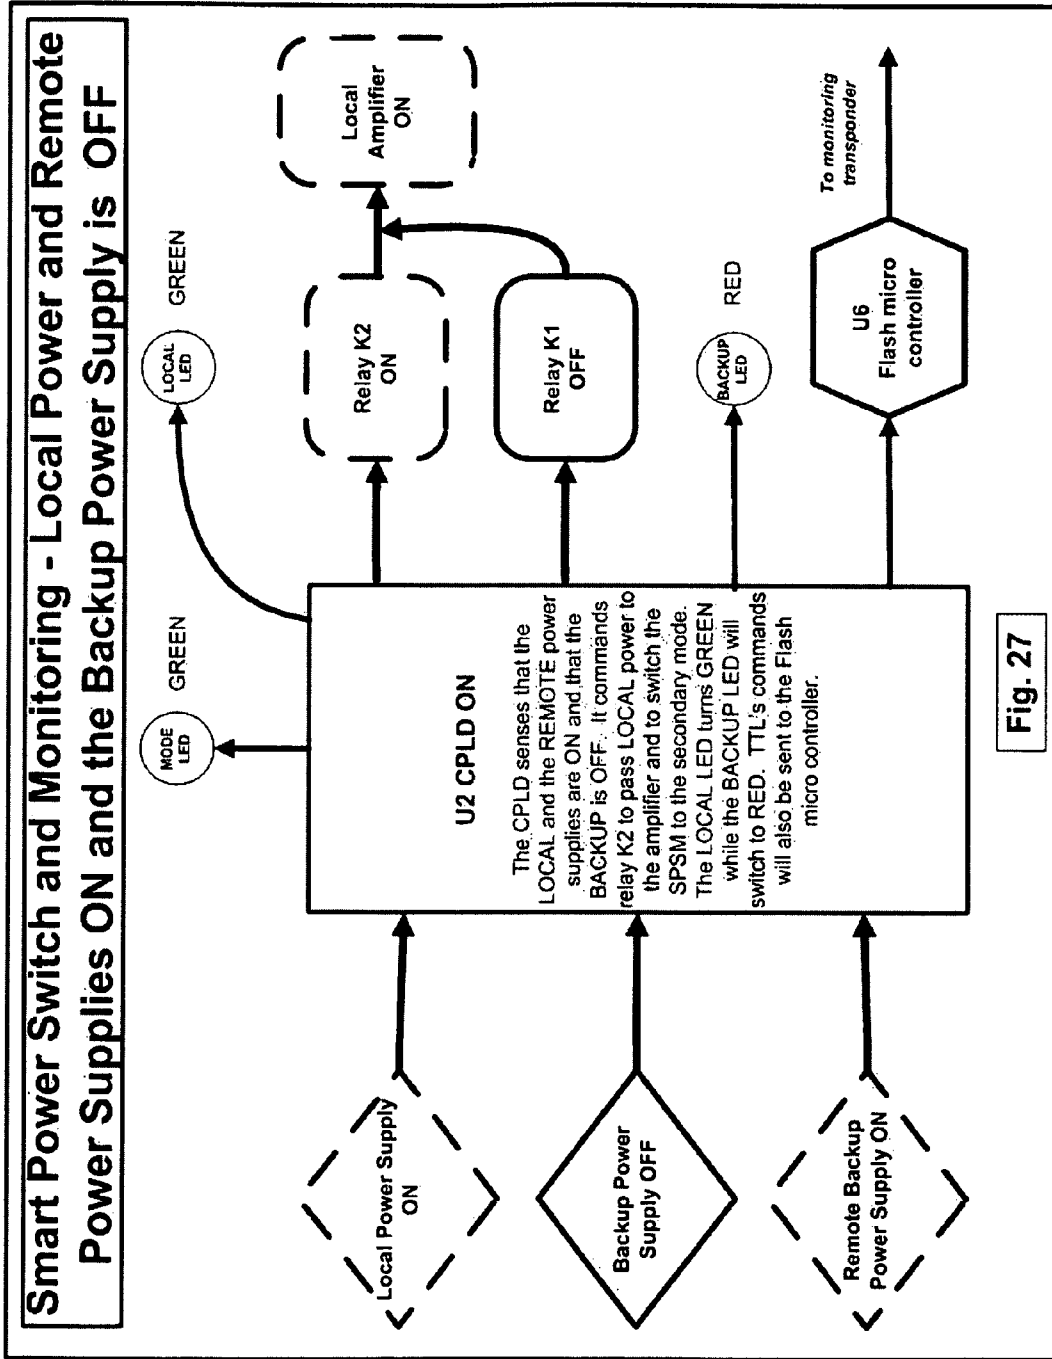 Smart Power Switch and Monitoring - Local Power and Remote
Power Supplies ON and the Backup Power Supply is OFF
MODE
LED
GREEN
LOCAL
LED
GREEN
Local Power Supply
ON
Backup Power
Supply OFF
Remote Backup
Power Supply ON
U2 CPLD ON
The CPLD senses that the
LOCAL and the REMOTE power
supplies are ON and that the
BACKUP is OFF. It commands
relay K2 to pass LOCAL power to
the amplifier and to switch the
SPSM to the secondary mode.
The LOCAL LED turns GREEN
while the BACKUP LED will
switch to RED. TTL's commands
will also be sent to the Flash
micro controller.
Relay K2
ON
Relay K1
OFF
Local
Amplifier
ON
BACKUP
LED
RED
U6
Flash micro
controller
To monitoring
transponder
Fig. 27